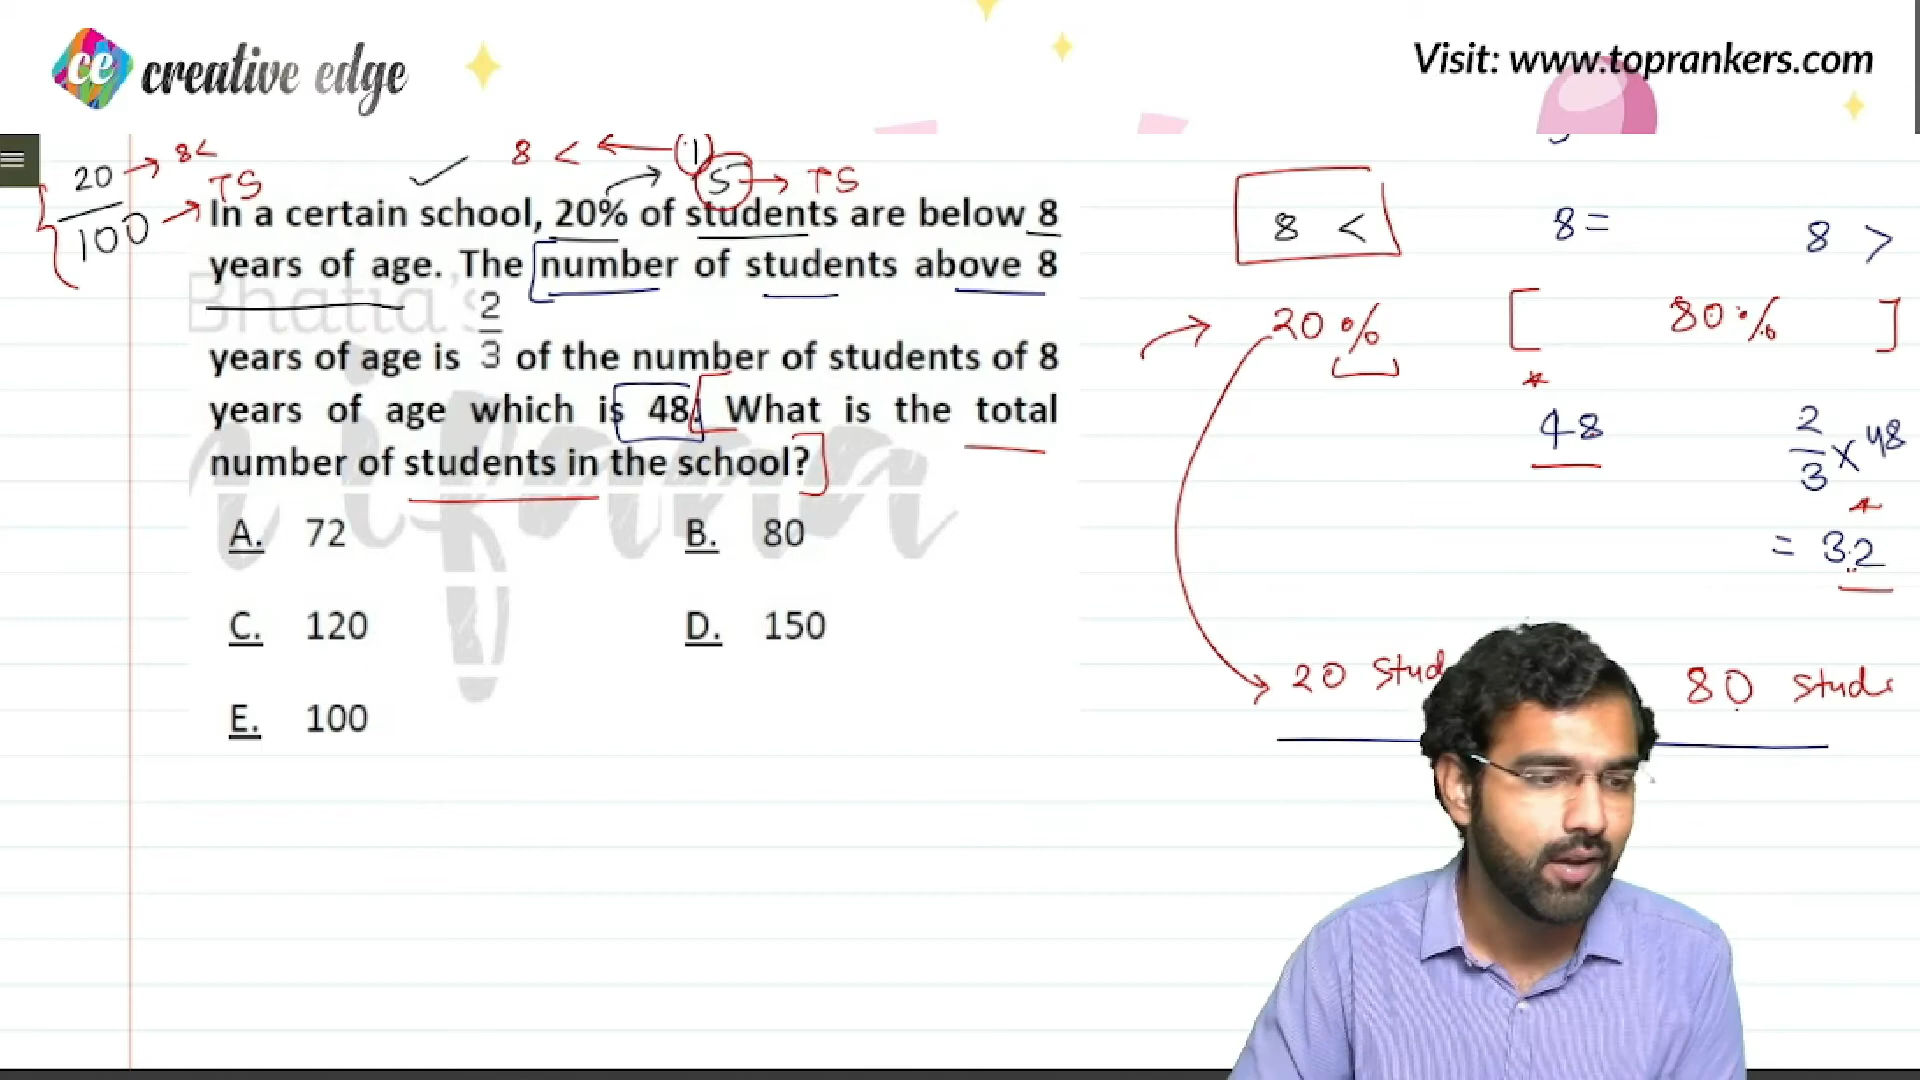 ce creative edge
Visit: www.toprankers.com
20 → 8<
100 → TS
8 < ← 1
5 → TS
In a certain school, 20% of students are below 8
years of age. The number of students above 8
years of age is 2/3 of the number of students of 8
years of age which is 48. What is the total
number of students in the school?
A. 72
B. 80
C. 120
D. 150
E. 100
8 <
8=
8 >
20 %
[ 80% ]
48
2/3 × 48
= 32
20 Stud
80 Stude